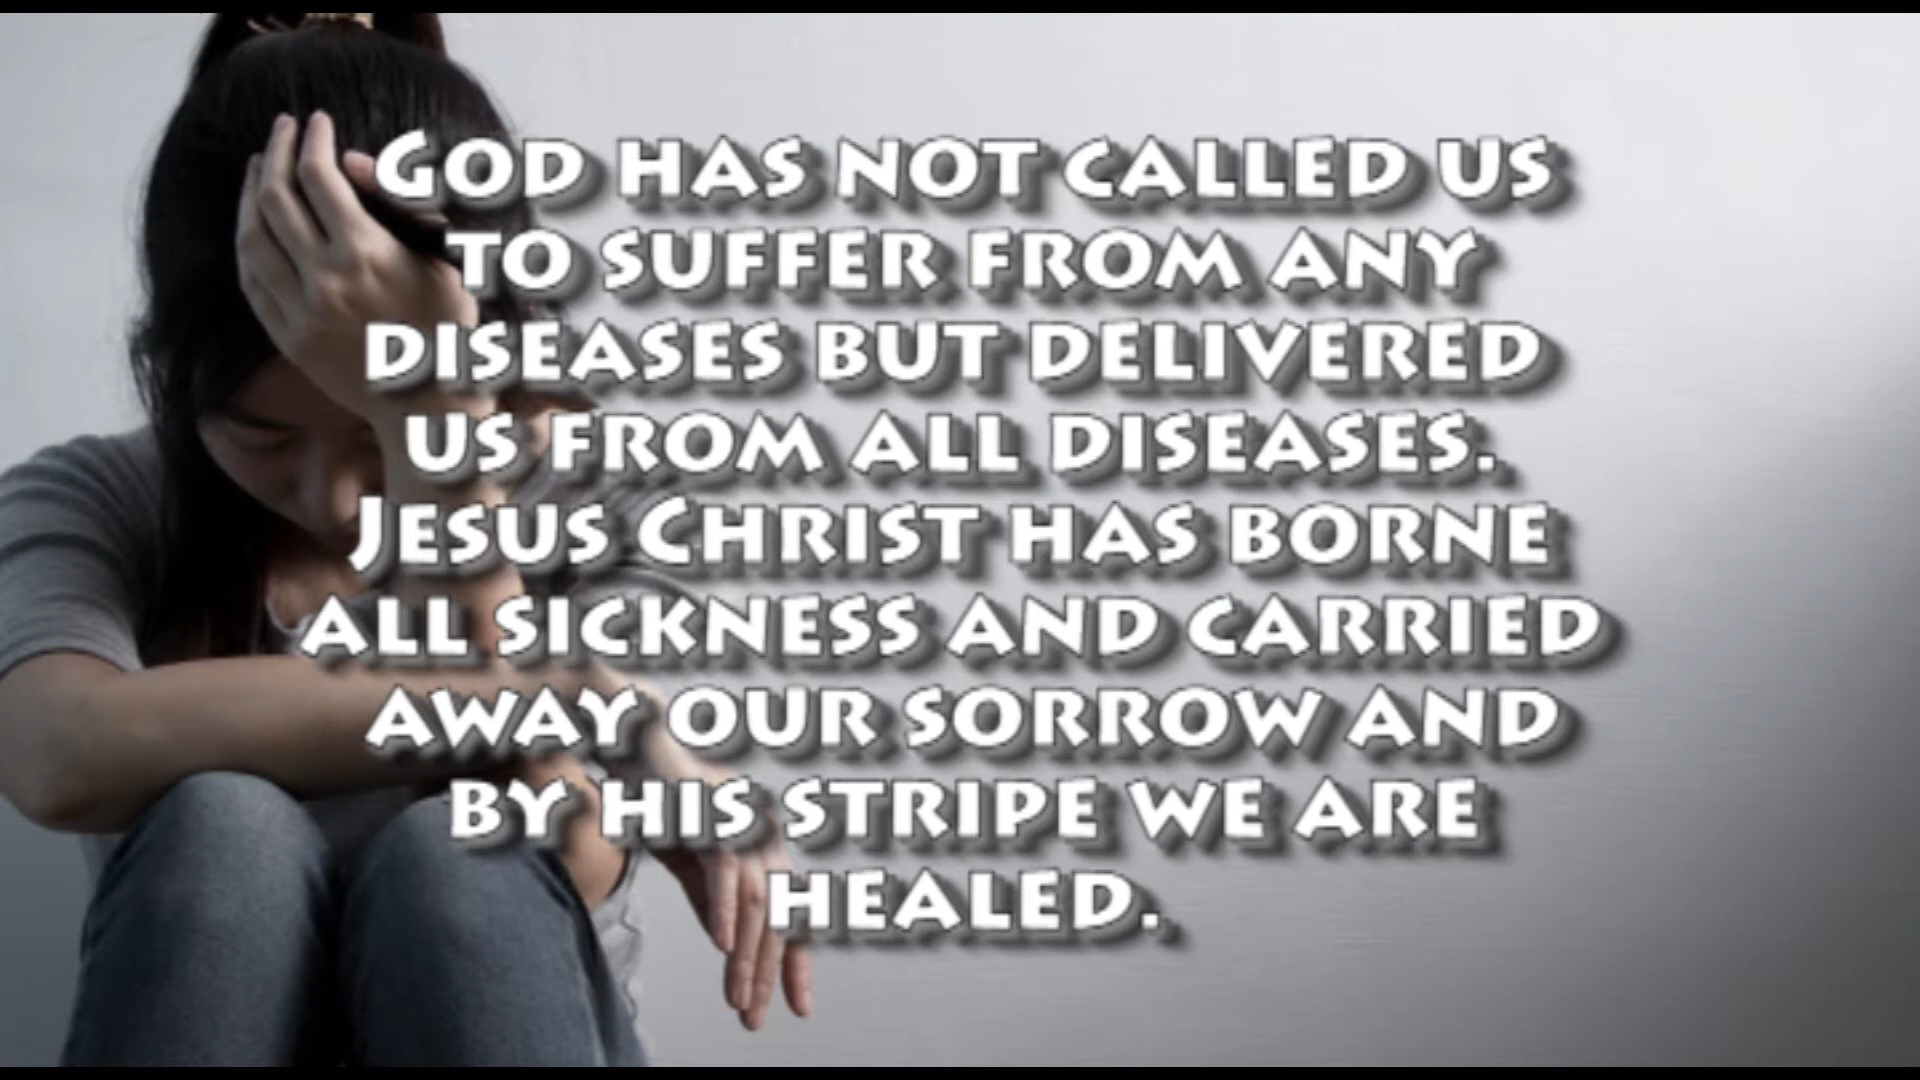 God has not called us
to suffer from any
diseases but delivered
us from all diseases.
Jesus Christ has borne
all sickness and carried
away our sorrow and
by his stripe we are
healed.